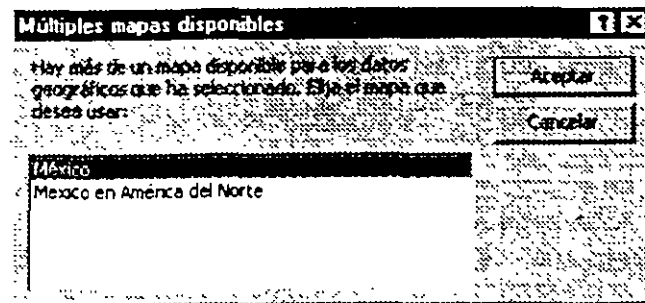 Múltiples mapas disponibles
Hay más de un mapa disponible para los datos
geográficos que ha seleccionado. Elija el mapa que
desea usar:
Aceptar
Cancelar
México
Mexico en América del Norte